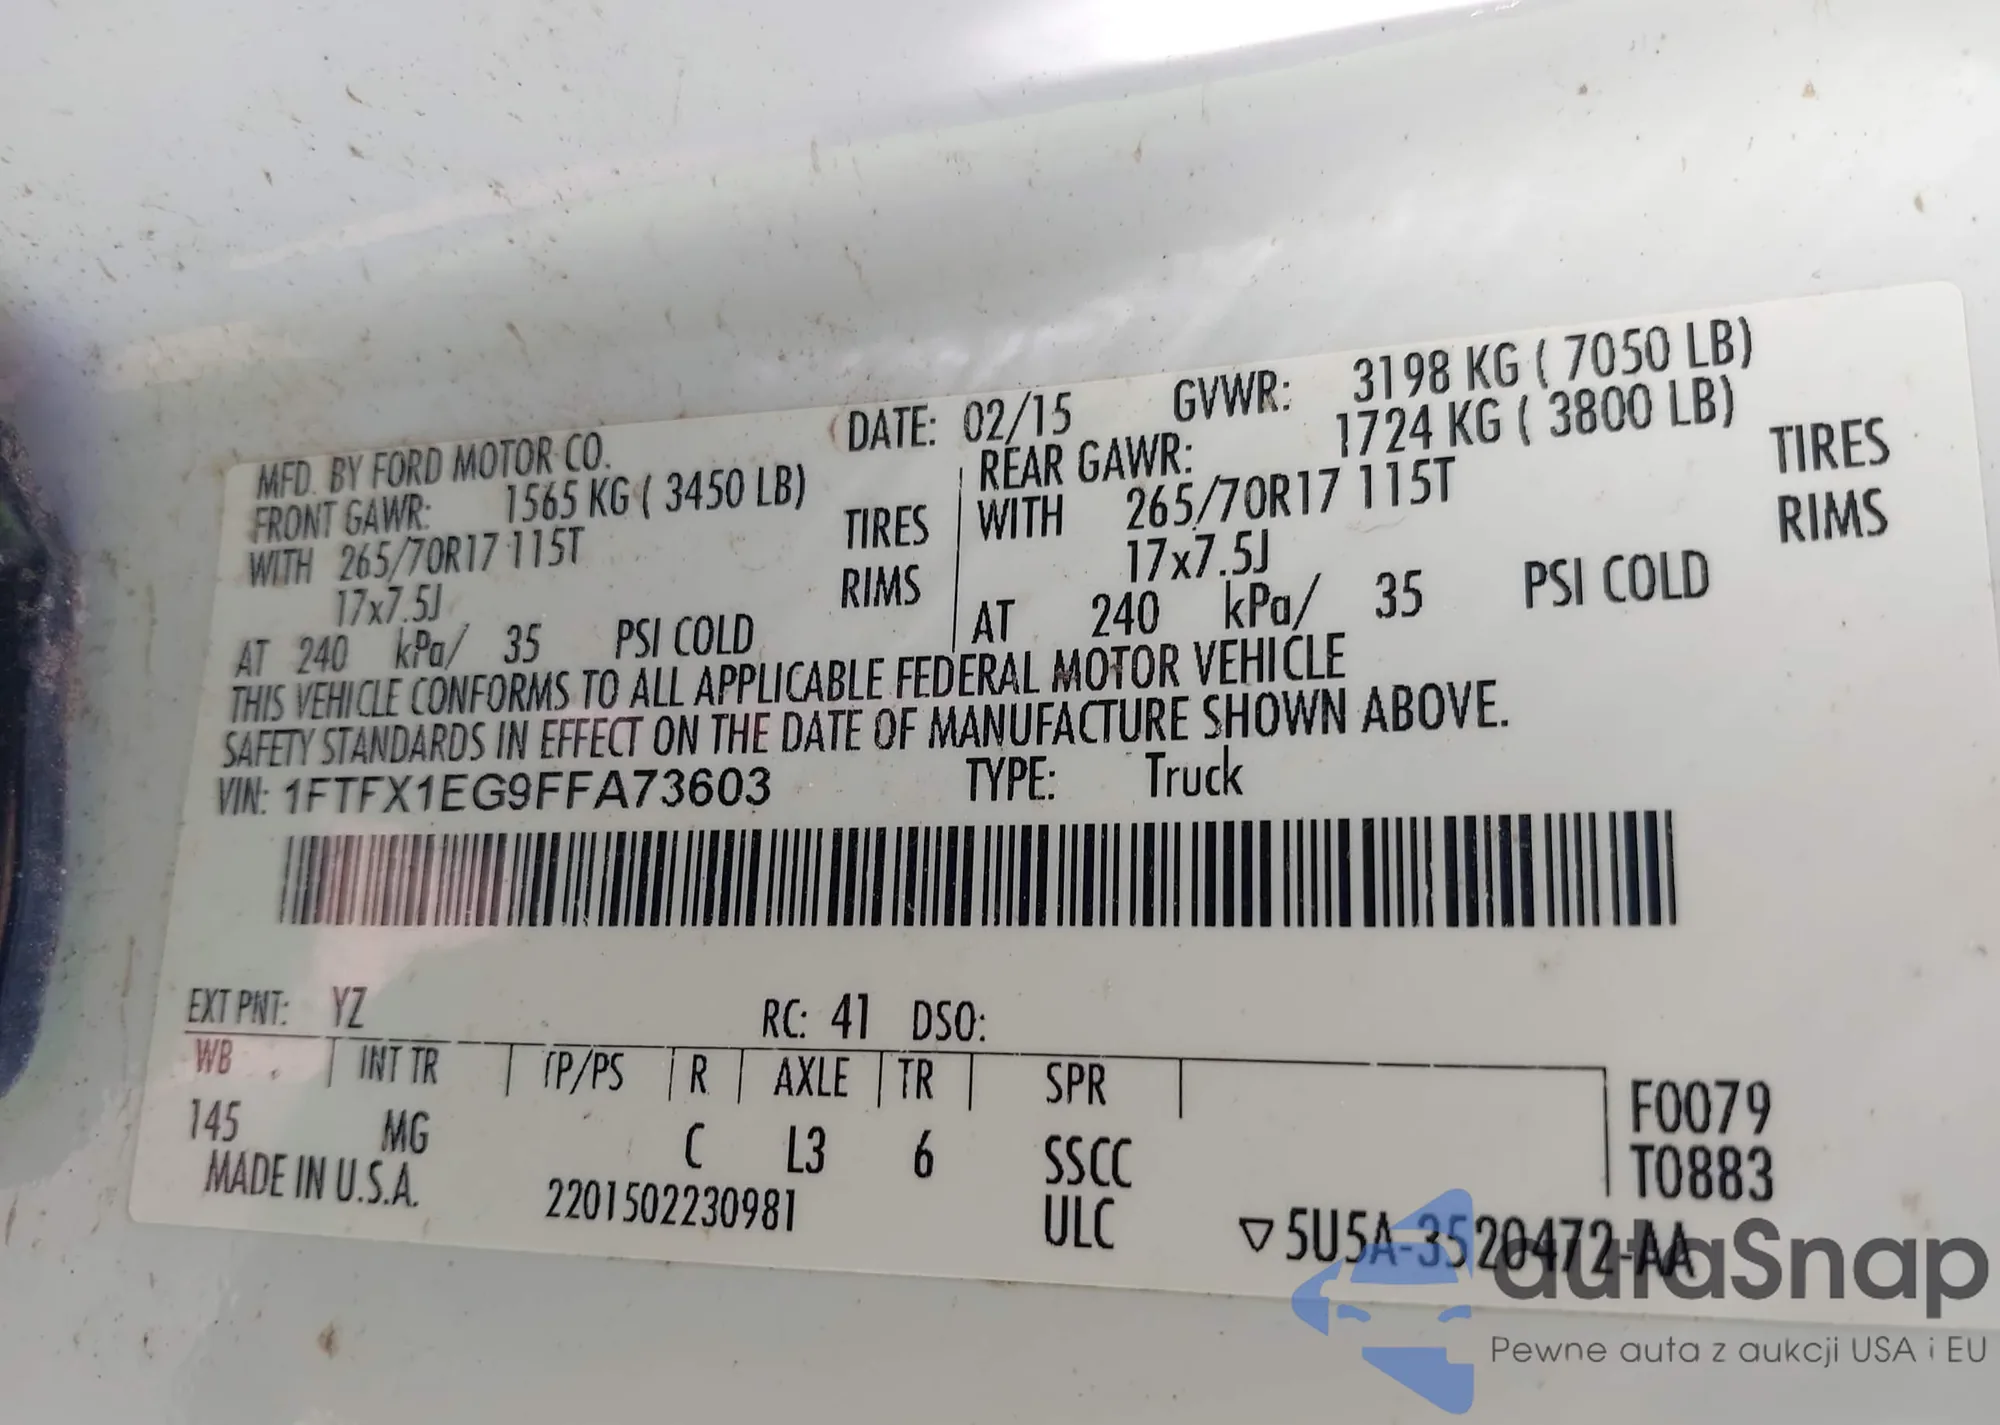 MFD. BY FORD MOTOR CO. DATE: 02/15 GVWR: 3198 KG ( 7050 LB)
FRONT GAWR: 1565 KG ( 3450 LB) REAR GAWR: 1724 KG ( 3800 LB)
WITH 265/70R17 115T TIRES WITH 265/70R17 115T TIRES
17x7.5J RIMS 17x7.5J RIMS
AT 240 kPa/ 35 PSI COLD AT 240 kPa/ 35 PSI COLD
THIS VEHICLE CONFORMS TO ALL APPLICABLE FEDERAL MOTOR VEHICLE
SAFETY STANDARDS IN EFFECT ON THE DATE OF MANUFACTURE SHOWN ABOVE.
VIN: 1FTFX1EG9FFA73603 TYPE: Truck
EXT PNT: YZ RC: 41 DSO:
WB INT TR TP/PS R AXLE TR SPR F0079
145 MG C L3 6 SSCC T0883
MADE IN U.S.A. 2201502230981 ULC ▽5U5A-3520472-AA
autaSnap
Pewne auta z aukcji USA i EU